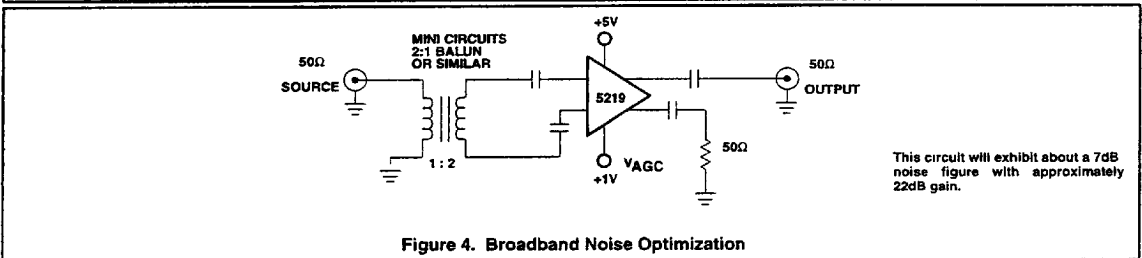 +5V
MINI CIRCUITS
2:1 BALUN
OR SIMILAR
50Ω
SOURCE
50Ω
OUTPUT
5219
50Ω
1 : 2
VAGC
+1V
This circuit will exhibit about a 7dB
noise figure with approximately
22dB gain.
Figure 4. Broadband Noise Optimization